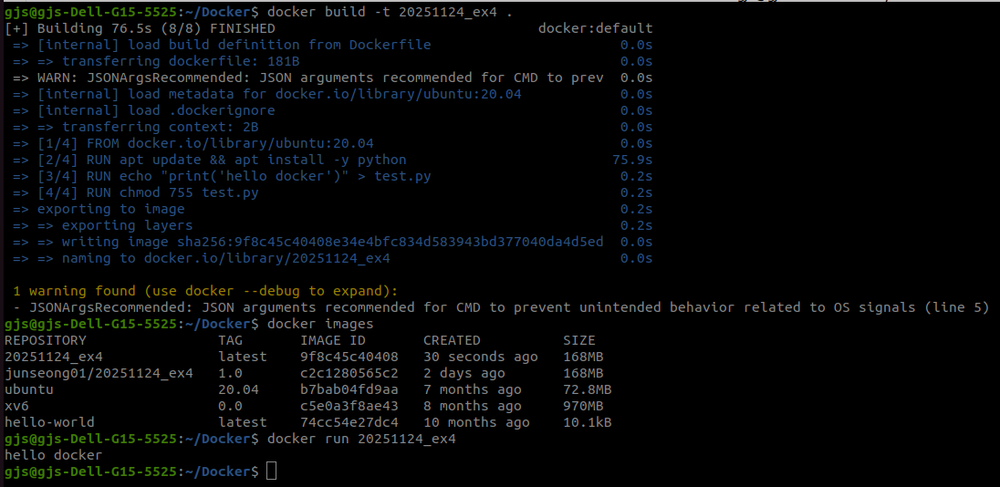 gjs@gjs-Dell-G15-5525:~/Docker$ docker build -t 20251124_ex4 .
[+] Building 76.5s (8/8) FINISHED docker:default
=> [internal] load build definition from Dockerfile 0.0s
=> => transferring dockerfile: 181B 0.0s
=> WARN: JSONArgsRecommended: JSON arguments recommended for CMD to prev 0.0s
=> [internal] load metadata for docker.io/library/ubuntu:20.04 0.0s
=> [internal] load .dockerignore 0.0s
=> => transferring context: 2B 0.0s
=> [1/4] FROM docker.io/library/ubuntu:20.04 0.0s
=> [2/4] RUN apt update && apt install -y python 75.9s
=> [3/4] RUN echo "print('hello docker')" > test.py 0.2s
=> [4/4] RUN chmod 755 test.py 0.2s
=> exporting to image 0.2s
=> => exporting layers 0.2s
=> => writing image sha256:9f8c45c40408e34e4bfc834d583943bd377040da4d5ed 0.0s
=> => naming to docker.io/library/20251124_ex4 0.0s
1 warning found (use docker --debug to expand):
- JSONArgsRecommended: JSON arguments recommended for CMD to prevent unintended behavior related to OS signals (line 5)
gjs@gjs-Dell-G15-5525:~/Docker$ docker images
REPOSITORY TAG IMAGE ID CREATED SIZE
20251124_ex4 latest 9f8c45c40408 30 seconds ago 168MB
junseong01/20251124_ex4 1.0 c2c1280565c2 2 days ago 168MB
ubuntu 20.04 b7bab04fd9aa 7 months ago 72.8MB
xv6 0.0 c5e0a3f8ae43 8 months ago 970MB
hello-world latest 74cc54e27dc4 10 months ago 10.1kB
gjs@gjs-Dell-G15-5525:~/Docker$ docker run 20251124_ex4
hello docker
gjs@gjs-Dell-G15-5525:~/Docker$